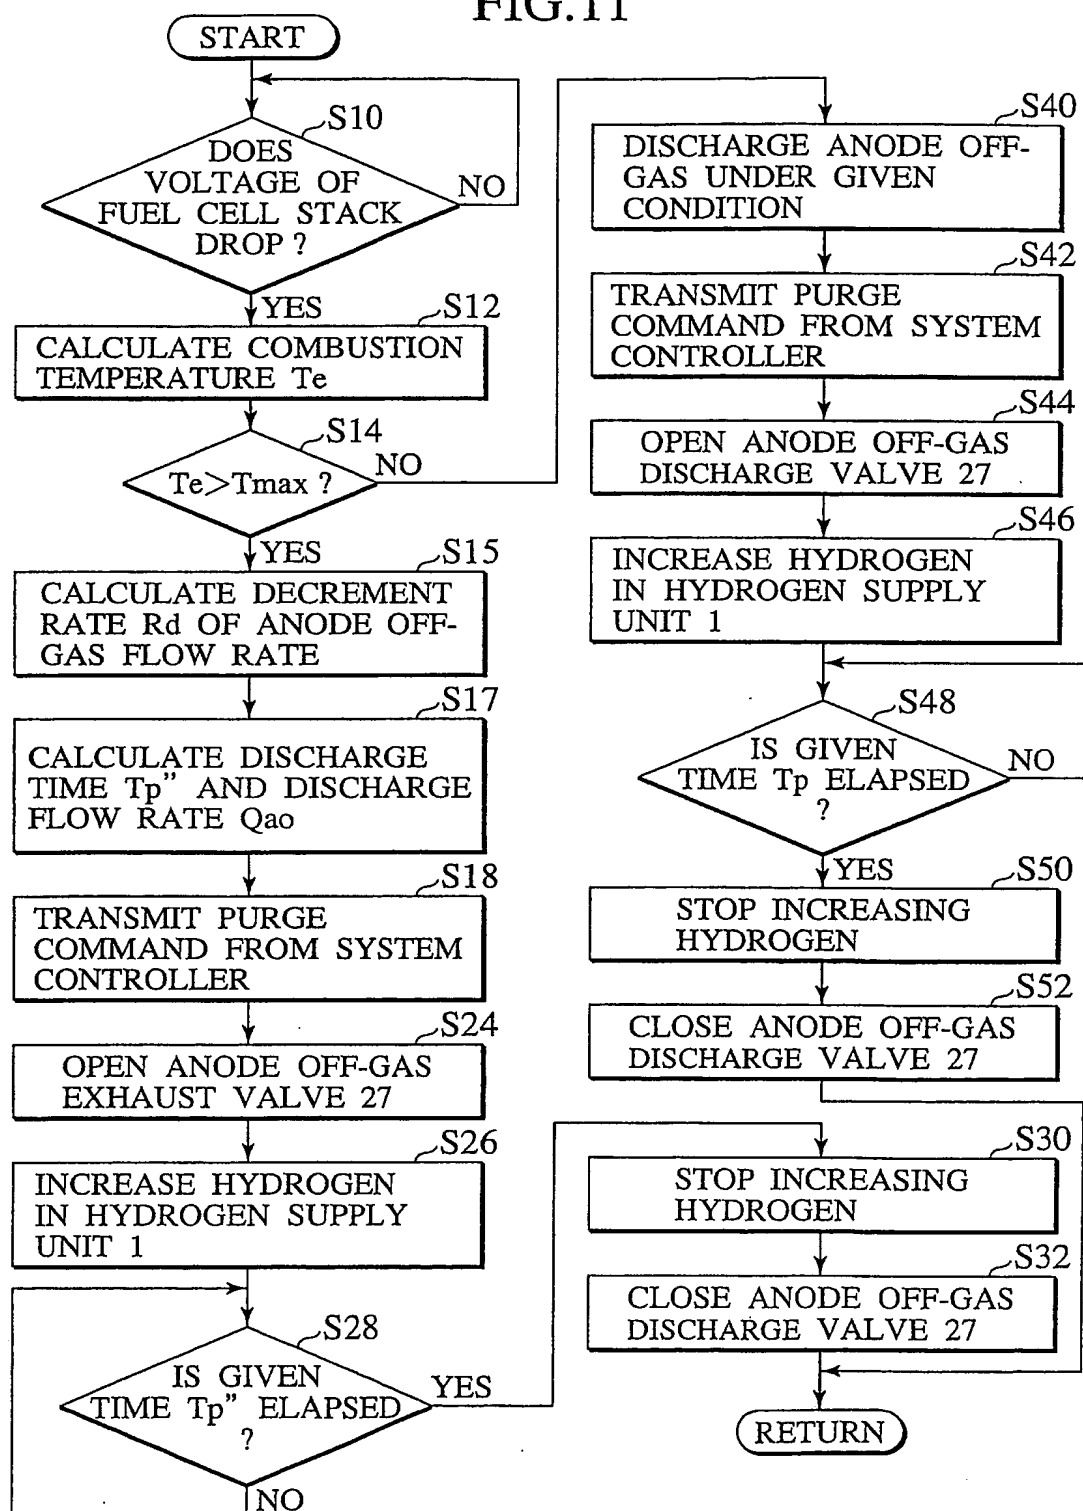 FIG.11
START
S10
DOES
VOLTAGE OF
FUEL CELL STACK
DROP ?
NO
YES
S12
CALCULATE COMBUSTION
TEMPERATURE Te
S14
Te>Tmax ?
NO
YES
S15
CALCULATE DECREMENT
RATE Rd OF ANODE OFF-
GAS FLOW RATE
S17
CALCULATE DISCHARGE
TIME Tp" AND DISCHARGE
FLOW RATE Qao
S18
TRANSMIT PURGE
COMMAND FROM SYSTEM
CONTROLLER
S24
OPEN ANODE OFF-GAS
EXHAUST VALVE 27
S26
INCREASE HYDROGEN
IN HYDROGEN SUPPLY
UNIT 1
S28
IS GIVEN
TIME Tp" ELAPSED
?
YES
NO
S40
DISCHARGE ANODE OFF-
GAS UNDER GIVEN
CONDITION
S42
TRANSMIT PURGE
COMMAND FROM SYSTEM
CONTROLLER
S44
OPEN ANODE OFF-GAS
DISCHARGE VALVE 27
S46
INCREASE HYDROGEN
IN HYDROGEN SUPPLY
UNIT 1
S48
IS GIVEN
TIME Tp ELAPSED
?
NO
YES
S50
STOP INCREASING
HYDROGEN
S52
CLOSE ANODE OFF-GAS
DISCHARGE VALVE 27
S30
STOP INCREASING
HYDROGEN
S32
CLOSE ANODE OFF-GAS
DISCHARGE VALVE 27
RETURN